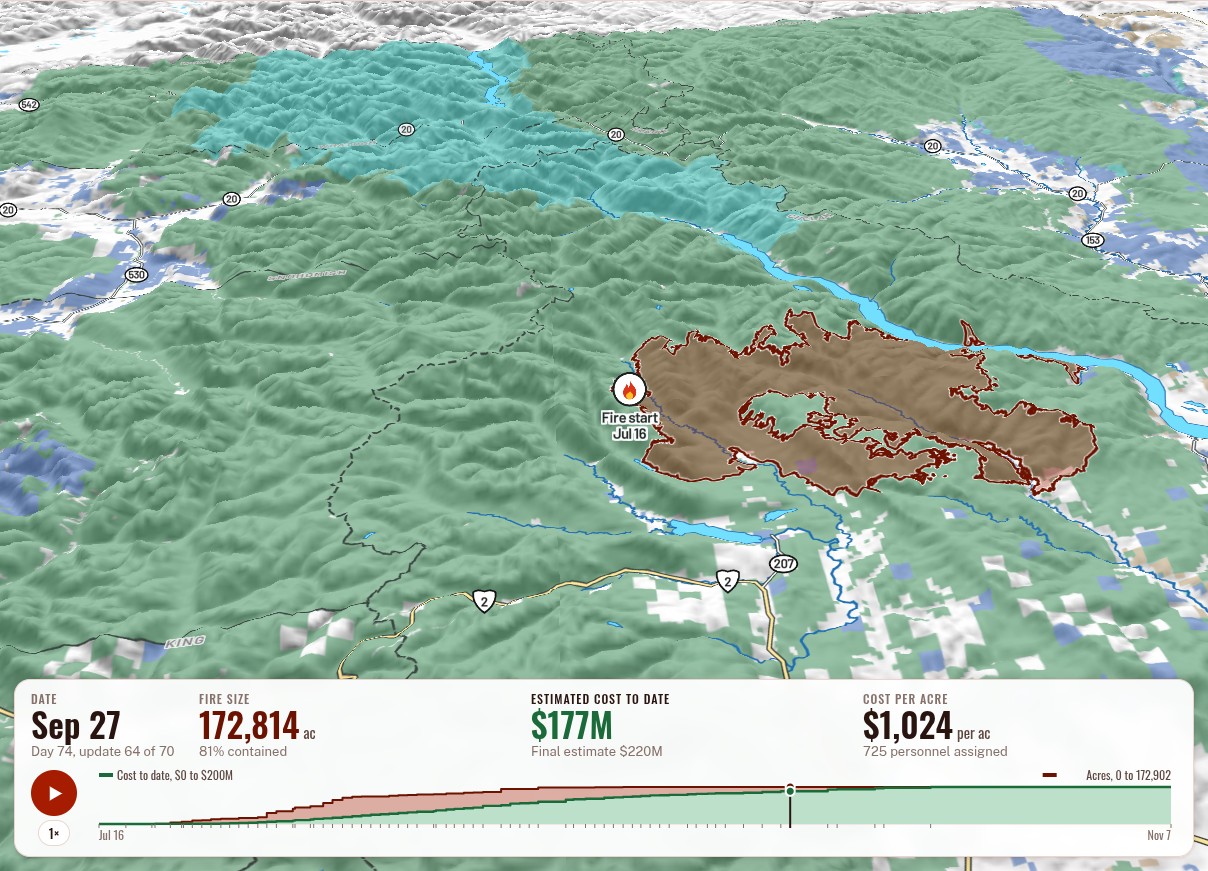 542
20
20
20
20
20
20
153
530
Fire start
Jul 16
207
2
2
KING
DATE
Sep 27
Day 74, update 64 of 70
FIRE SIZE
172,814 ac
81% contained
ESTIMATED COST TO DATE
$177M
Final estimate $220M
COST PER ACRE
$1,024 per ac
725 personnel assigned
Cost to date, $0 to $200M
Acres, 0 to 172,902
1×
Jul 16
Nov 7